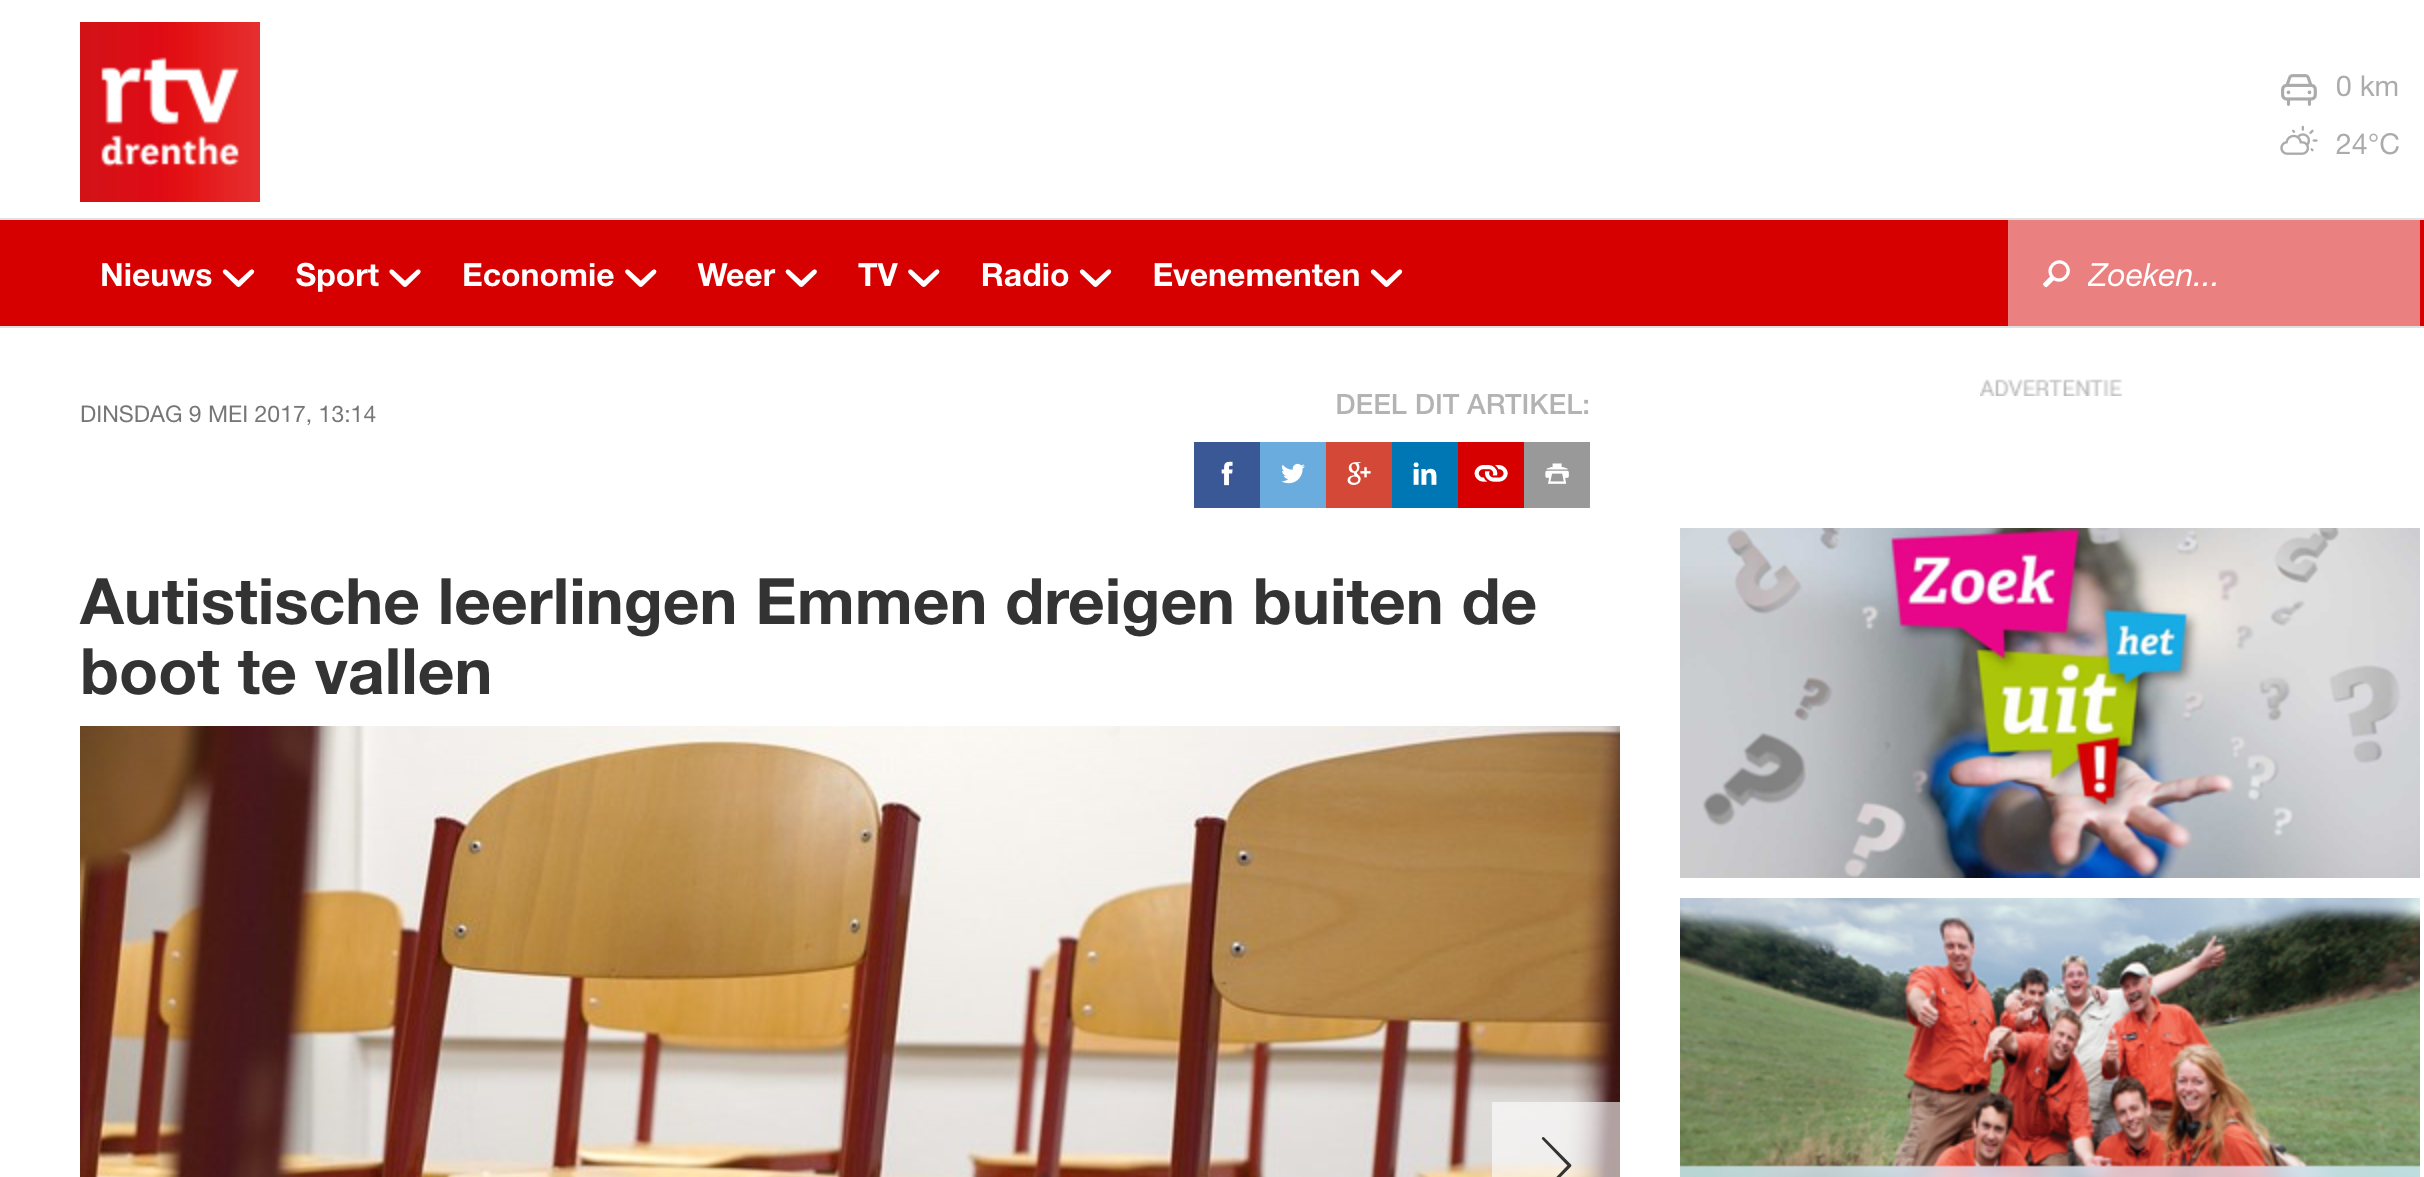 rtv
drenthe
0 km
24°C
Nieuws Sport Economie Weer TV Radio Evenementen Zoeken...
DINSDAG 9 MEI 2017, 13:14
DEEL DIT ARTIKEL:
ADVERTENTIE
f g+ in
Autistische leerlingen Emmen dreigen buiten de
boot te vallen
Zoek
het
uit
!